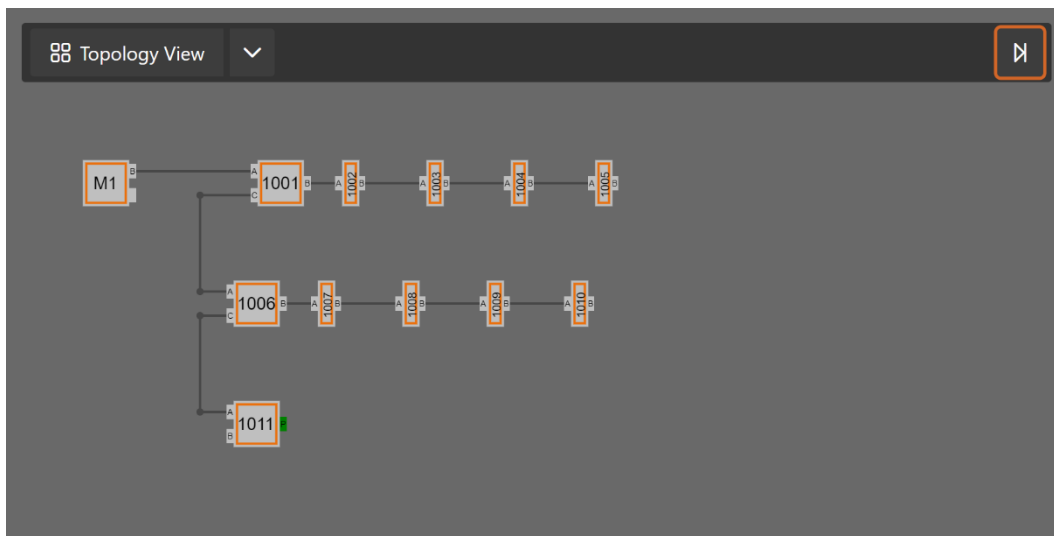 Topology View
M1 B
A 1001 B
C
A 1002 B
A 1003 B
A 1004 B
A 1005 B
A 1006 B
C
A 1007 B
A 1008 B
A 1009 B
A 1010 B
A 1011
B